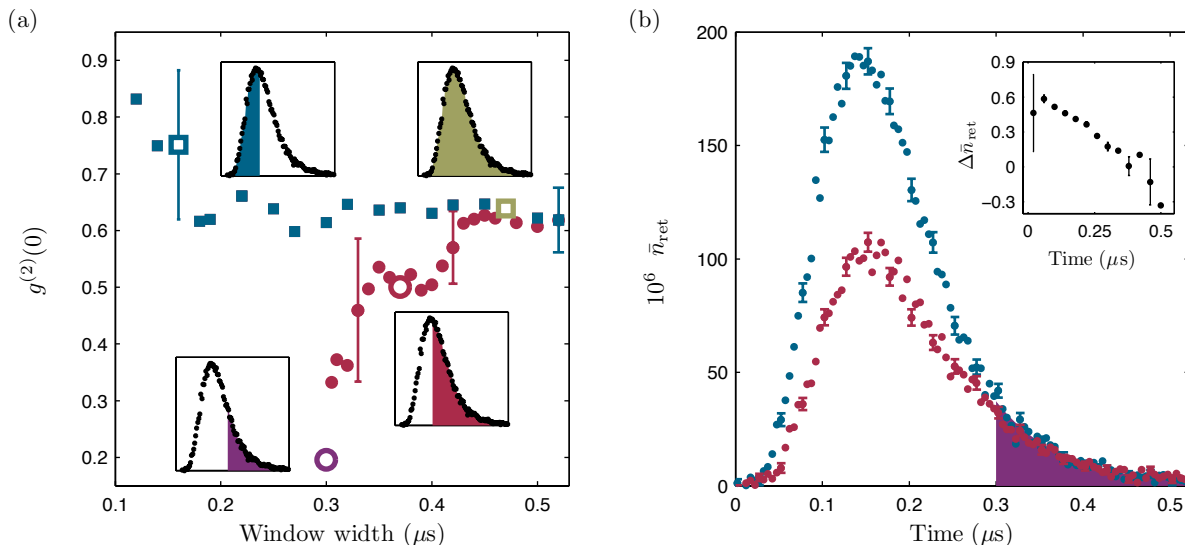 (a)
0.9
0.8
0.7
0.6
0.5
0.4
0.3
0.2
g⁽²⁾(0)
0.1 0.2 0.3 0.4 0.5
Window width (μs)
(b)
200
150
100
50
0
10⁶ n̄ret
0 0.1 0.2 0.3 0.4 0.5
Time (μs)
0.9
0.6
0.3
0
−0.3
Δn̄ret
0 0.25 0.5
Time (μs)